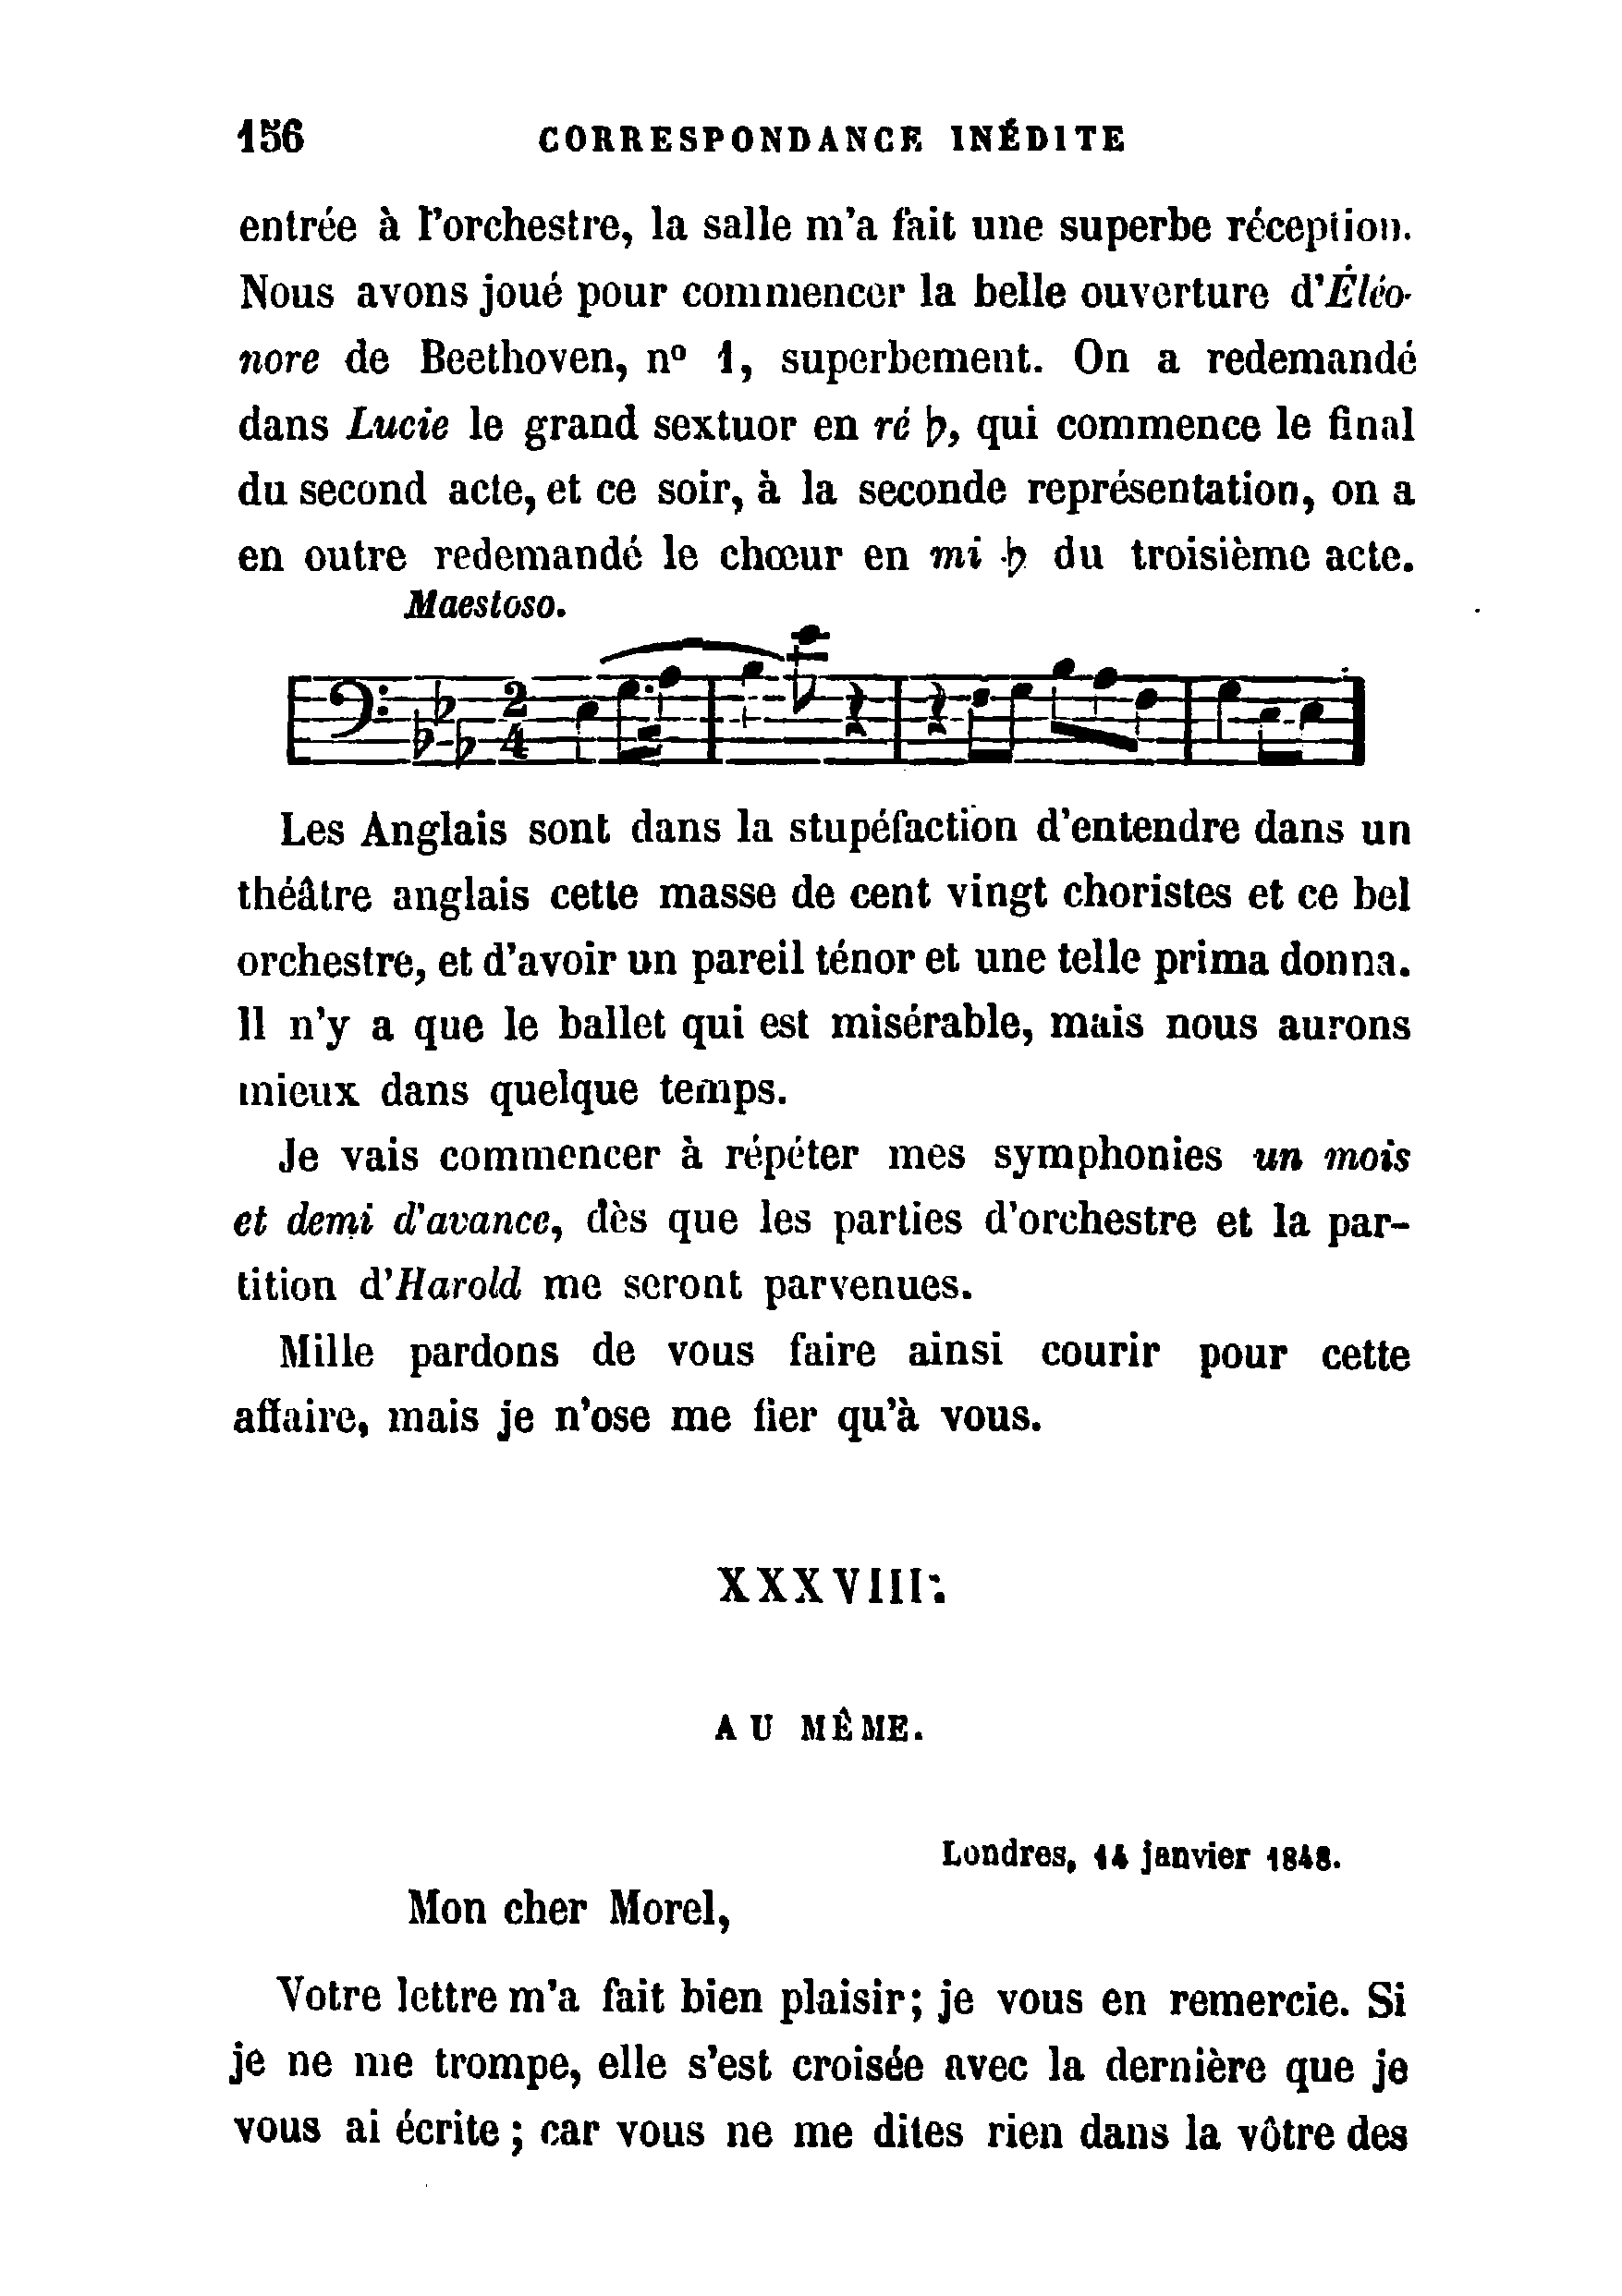 156 CORRESPONDANCE INÉDITE
entrée à l'orchestre, la salle m'a fait une superbe réception.
Nous avons joué pour commencer la belle ouverture d'Éléo-
nore de Beethoven, nº 1, superbement. On a redemandé
dans Lucie le grand sextuor en ré ♭, qui commence le final
du second acte, et ce soir, à la seconde représentation, on a
en outre redemandé le chœur en mi ♭ du troisième acte.
Maestoso.
2
4
Les Anglais sont dans la stupéfaction d'entendre dans un
théâtre anglais cette masse de cent vingt choristes et ce bel
orchestre, et d'avoir un pareil ténor et une telle prima donna.
Il n'y a que le ballet qui est misérable, mais nous aurons
mieux dans quelque temps.
Je vais commencer à répéter mes symphonies un mois
et demi d'avance, dès que les parties d'orchestre et la par-
tition d'Harold me seront parvenues.
Mille pardons de vous faire ainsi courir pour cette
affaire, mais je n'ose me fier qu'à vous.
XXXVIII.
AU MÊME.
Londres, 14 janvier 1848.
Mon cher Morel,
Votre lettre m'a fait bien plaisir; je vous en remercie. Si
je ne me trompe, elle s'est croisée avec la dernière que je
vous ai écrite ; car vous ne me dites rien dans la vôtre des